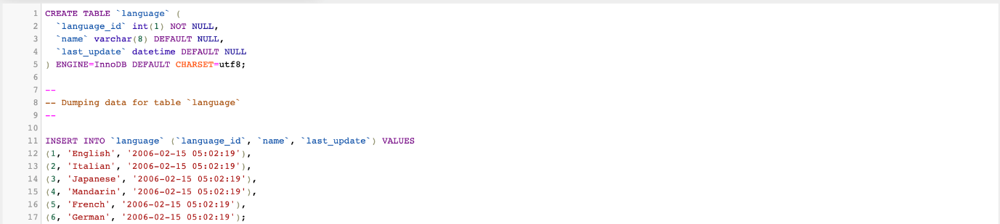 1 CREATE TABLE `language` (
2   `language_id` int(1) NOT NULL,
3   `name` varchar(8) DEFAULT NULL,
4   `last_update` datetime DEFAULT NULL
5 ) ENGINE=InnoDB DEFAULT CHARSET=utf8;
6
7 --
8 -- Dumping data for table `language`
9 --
10
11 INSERT INTO `language` (`language_id`, `name`, `last_update`) VALUES
12 (1, 'English', '2006-02-15 05:02:19'),
13 (2, 'Italian', '2006-02-15 05:02:19'),
14 (3, 'Japanese', '2006-02-15 05:02:19'),
15 (4, 'Mandarin', '2006-02-15 05:02:19'),
16 (5, 'French', '2006-02-15 05:02:19'),
17 (6, 'German', '2006-02-15 05:02:19');